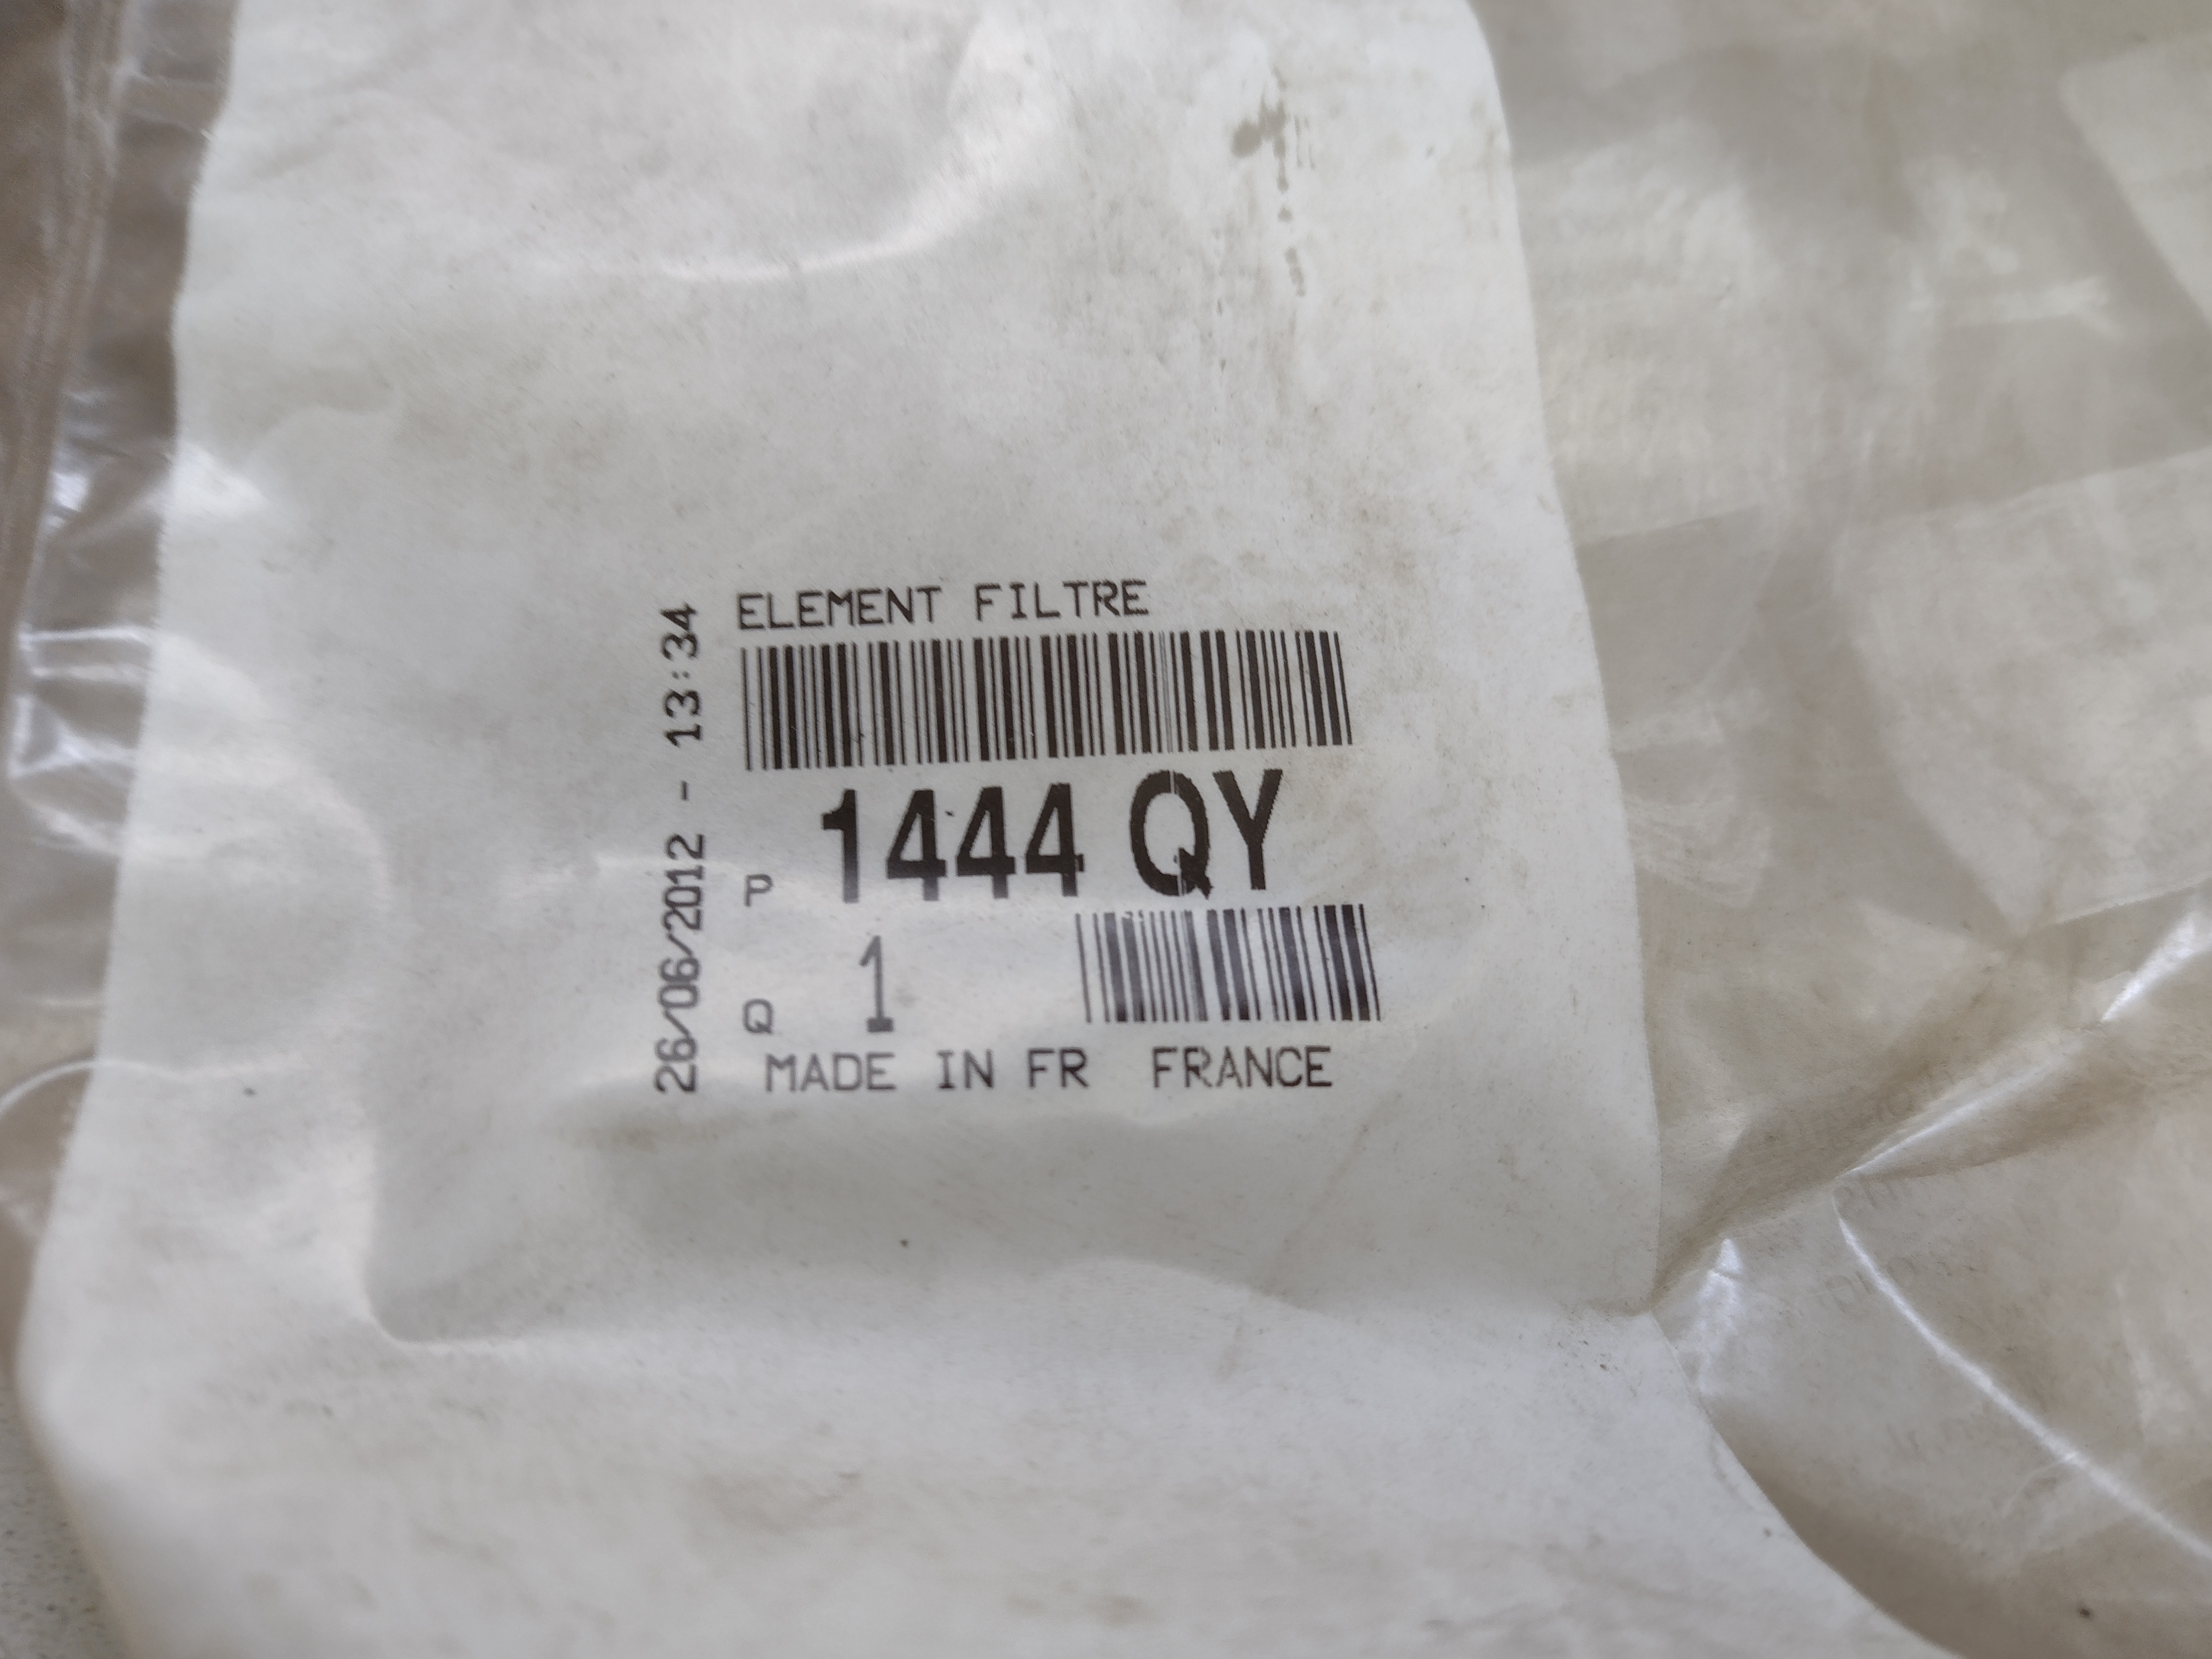 ELEMENT FILTRE
P 1444 QY
Q 1
MADE IN FR FRANCE
26/06/2012 - 13:34